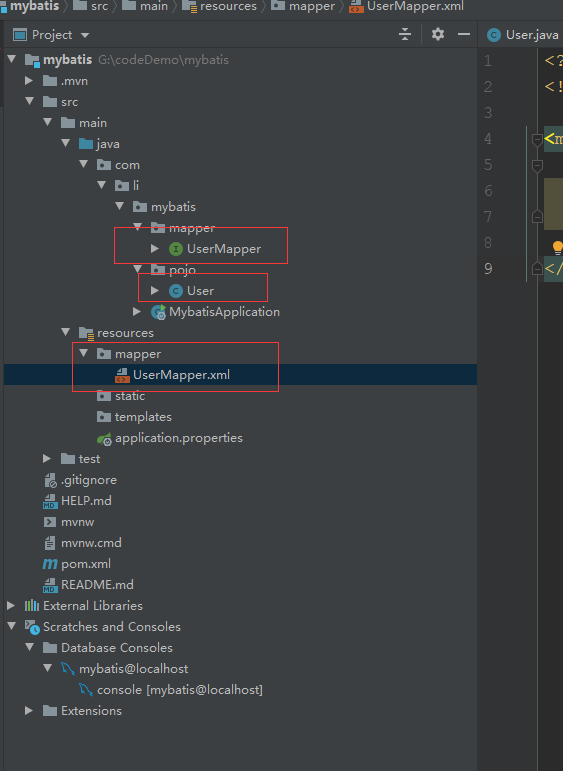 mybatis src main resources mapper UserMapper.xml
Project
User.java
mybatis G:\codeDemo\mybatis
1 <?
.mvn
2 <!
src
3
main
4 <m
java
5
com
6
li
7
mybatis
8
mapper
9 </
UserMapper
pojo
User
MybatisApplication
resources
mapper
UserMapper.xml
static
templates
application.properties
test
.gitignore
HELP.md
mvnw
mvnw.cmd
pom.xml
README.md
External Libraries
Scratches and Consoles
Database Consoles
mybatis@localhost
console [mybatis@localhost]
Extensions